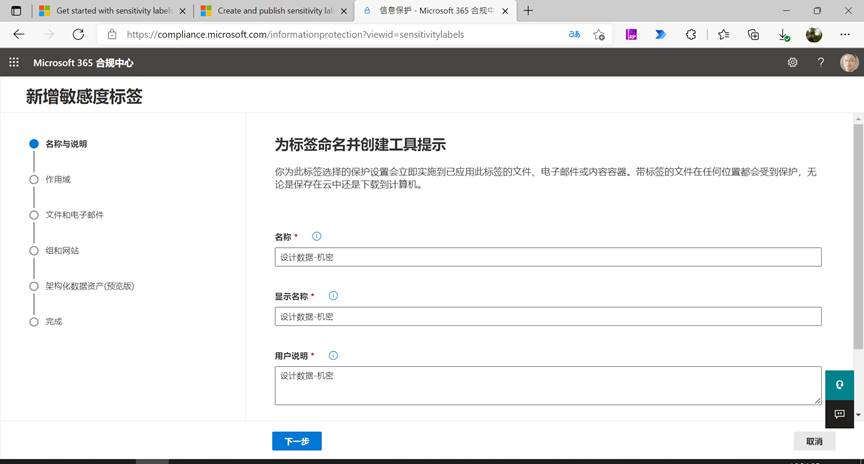 Get started with sensitivity label
Create and publish sensitivity la
信息保护 - Microsoft 365 合规中
https://compliance.microsoft.com/informationprotection?viewid=sensitivitylabels
Microsoft 365 合规中心
新增敏感度标签
名称与说明
作用域
文件和电子邮件
组和网站
架构化数据资产(预览版)
完成
为标签命名并创建工具提示
你为此标签选择的保护设置会立即实施到已应用此标签的文件、电子邮件或内容容器。带标签的文件在任何位置都会受到保护，无
论是保存在云中还是下载到计算机。
名称 *
设计数据-机密
显示名称 *
设计数据-机密
用户说明 *
设计数据-机密
下一步
取消